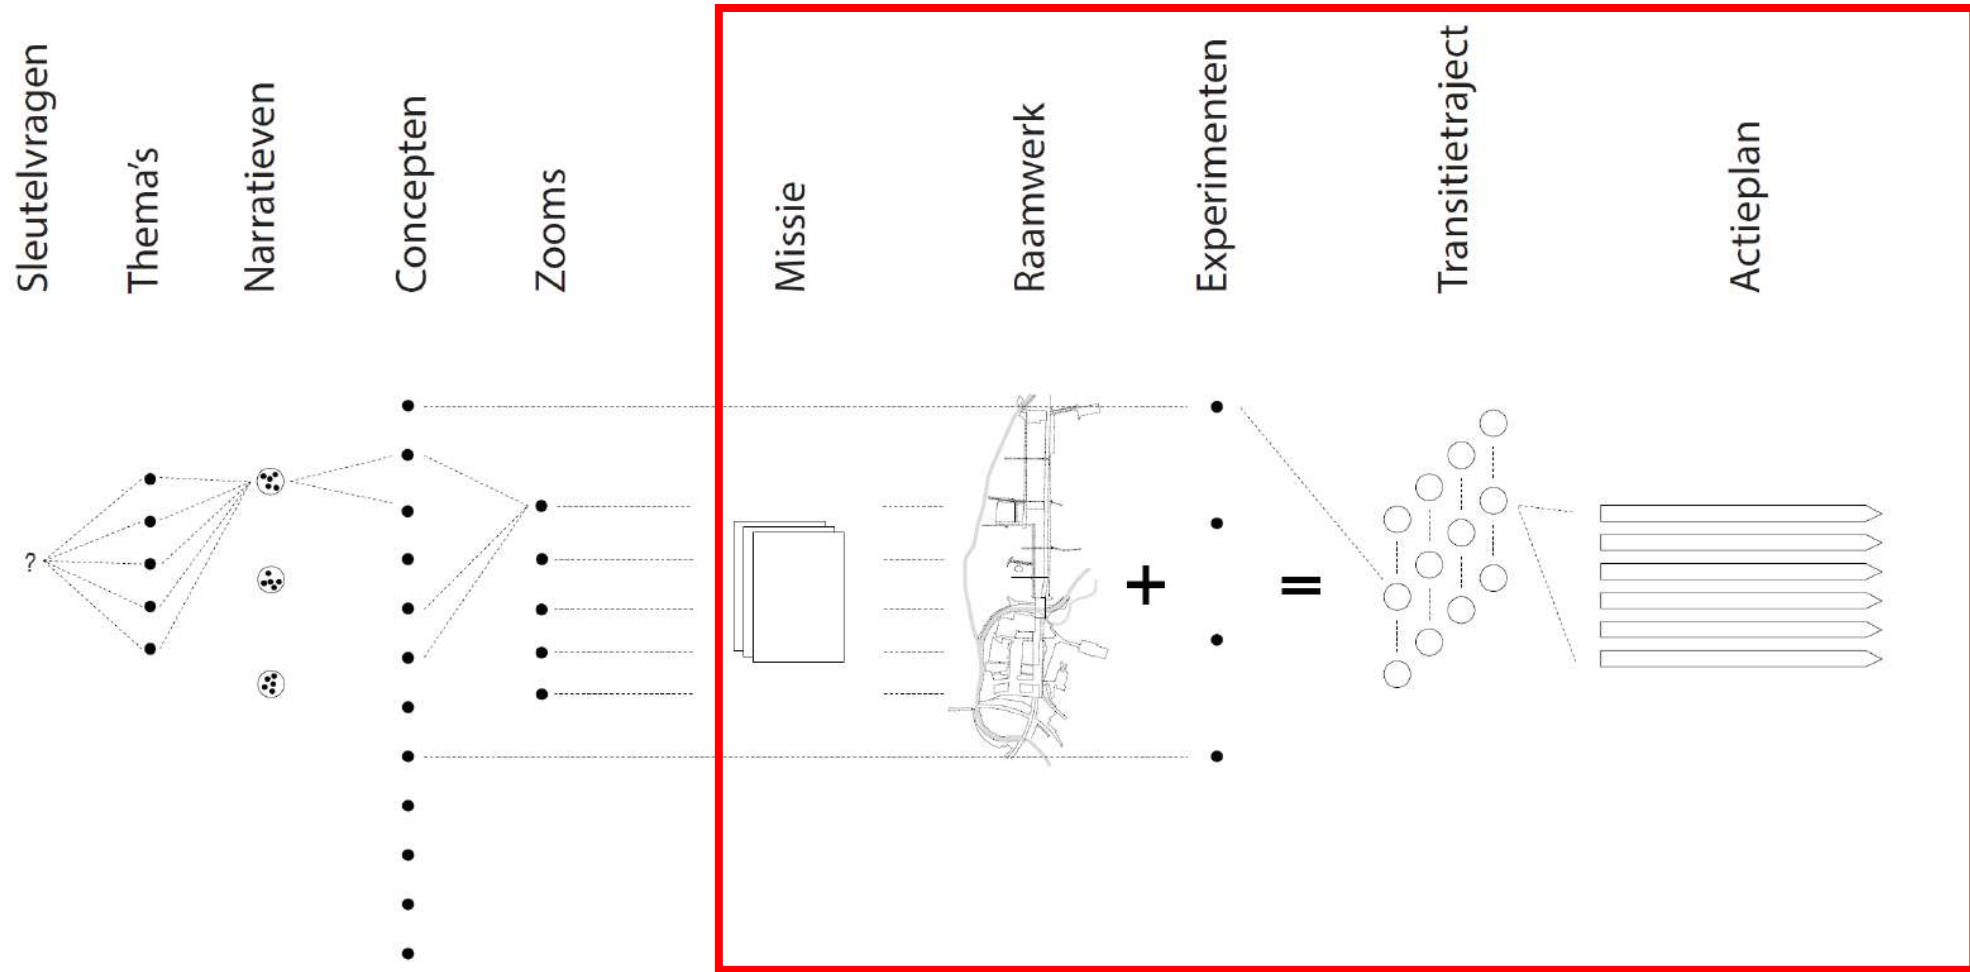 Sleutelvragen
Thema's
Narratieven
Concepten
Zooms
Missie
Raamwerk
Experimenten
Transitietraject
Actieplan
?
+
=